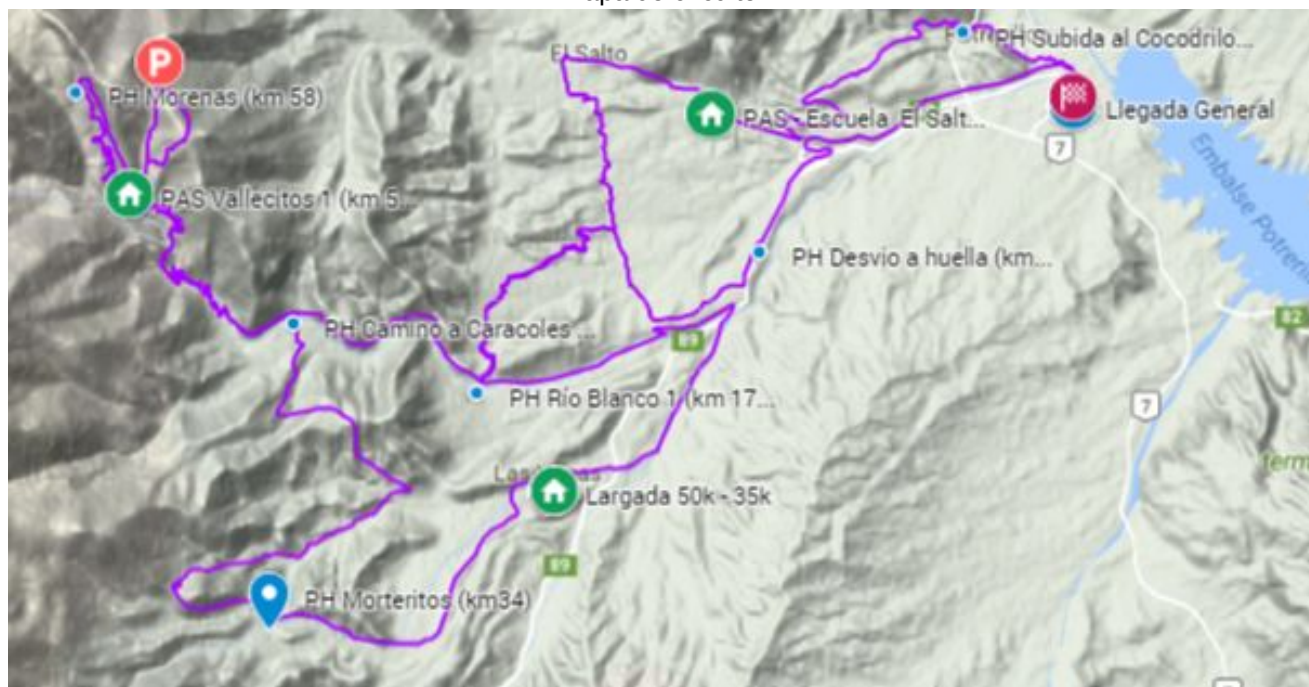 El Salto
PH Subida al Cocodrilo...
P
PH Morenas (km 58)
Llegada General
PAS - Escuela El Salt...
7
PAS Vallecitos 1 (km 5...
Embalse Potreri
PH Desvio a huella (km...
82
PH Camino a Caracoles ...
89
PH Río Blanco 1 (km 17...
7
Largada 50k - 35k
89
PH Morteritos (km34)